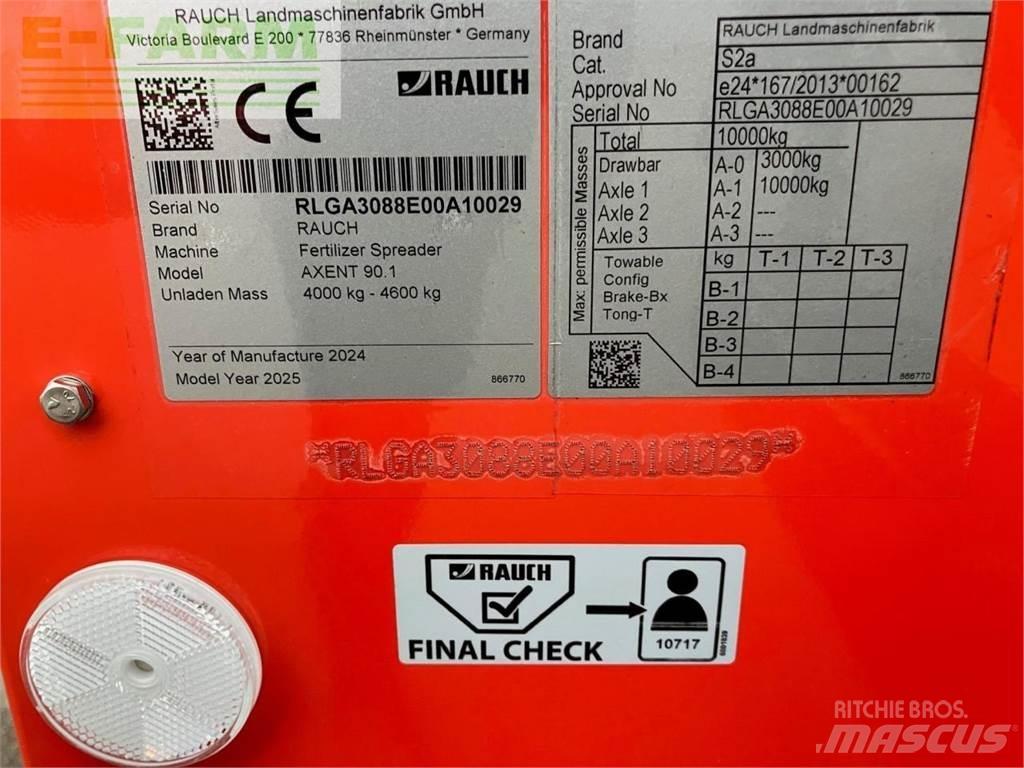 E-FARM
RAUCH Landmaschinenfabrik GmbH
Victoria Boulevard E 200 * 77836 Rheinmünster * Germany
RAUCH
CE
Serial No RLGA3088E00A10029
Brand RAUCH
Machine Fertilizer Spreader
Model AXENT 90.1
Unladen Mass 4000 kg - 4600 kg
Year of Manufacture 2024
Model Year 2025
866770
Brand RAUCH Landmaschinenfabrik
Cat. S2a
Approval No e24*167/2013*00162
Serial No RLGA3088E00A10029
Max: permissible Masses
Total 10000kg
Drawbar A-0 3000kg
Axle 1 A-1 10000kg
Axle 2 A-2 ---
Axle 3 A-3 ---
Towable kg T-1 T-2 T-3
Config B-1
Brake-Bx B-2
Tong-T B-3
B-4
866770
*RLGA3088E00A10029*
RAUCH
FINAL CHECK
10717
RITCHIE BROS.
MASCUS